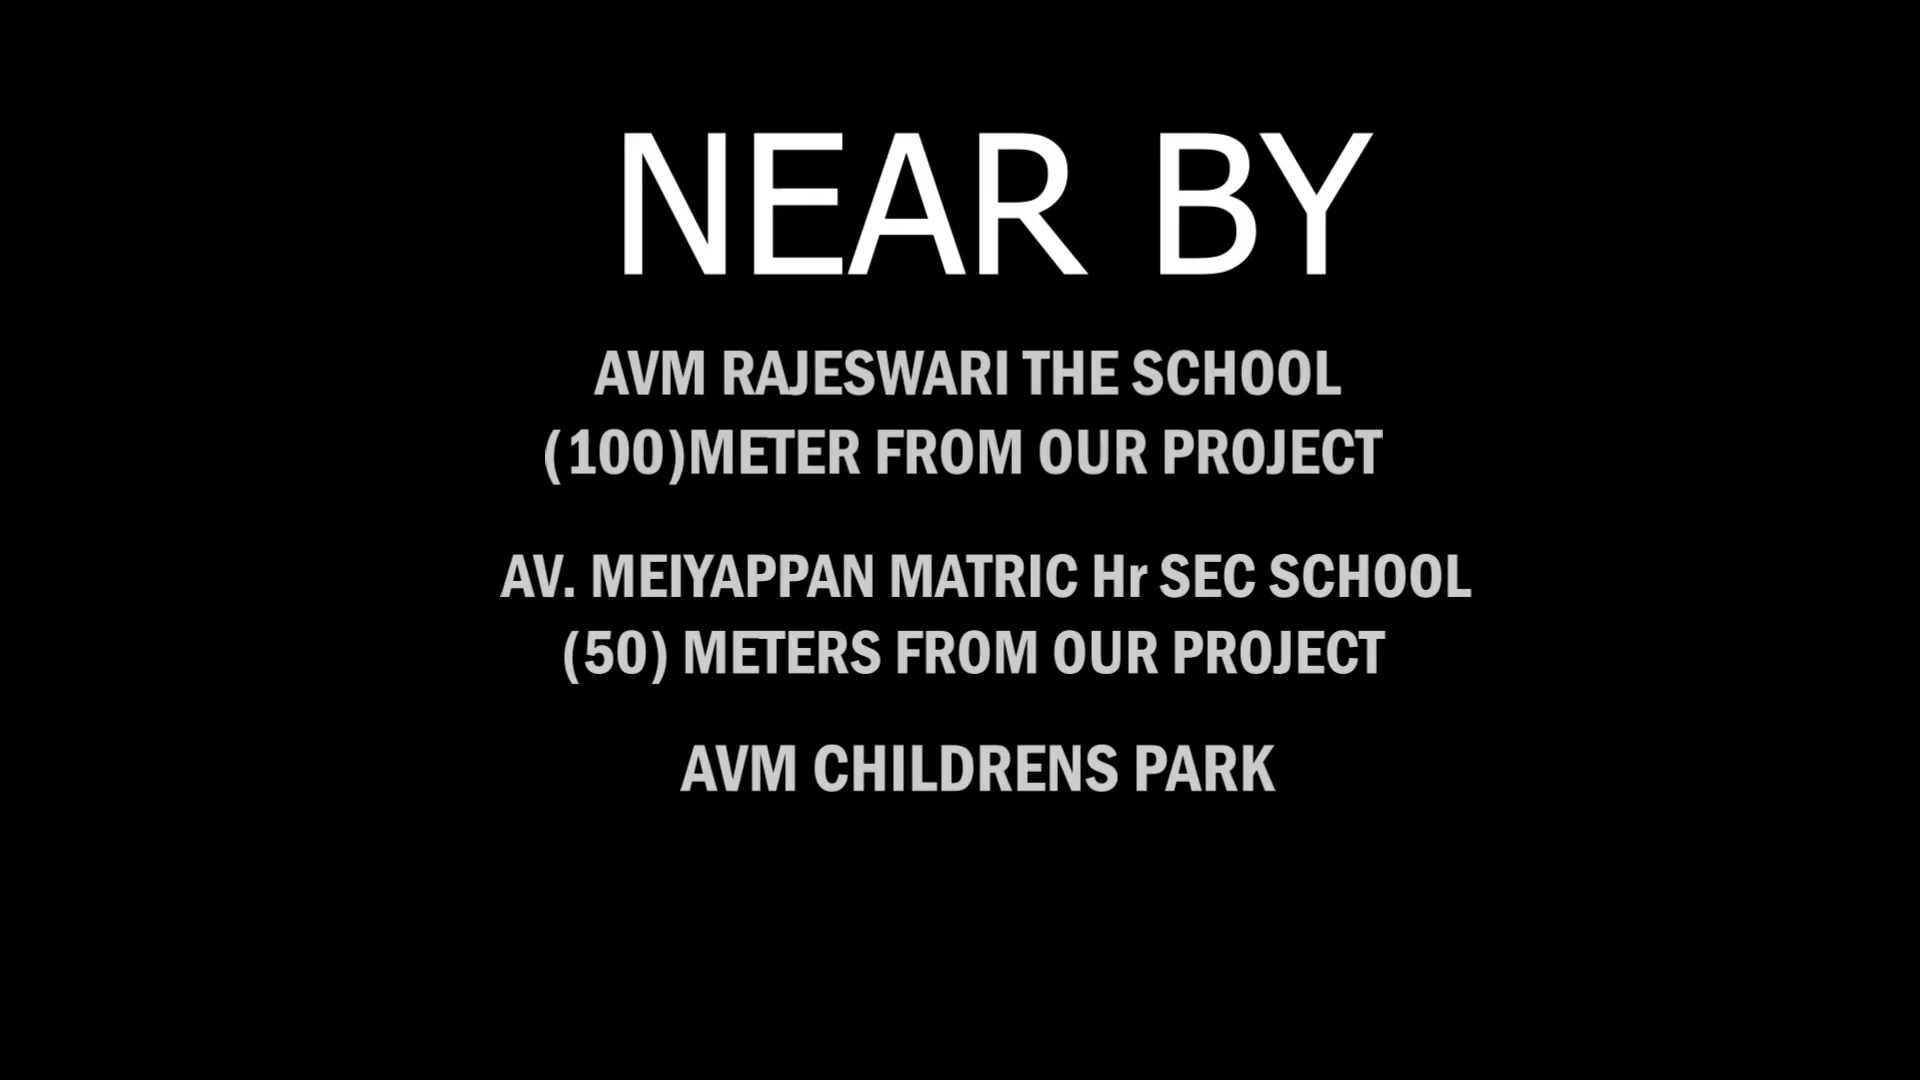 NEAR BY
AVM RAJESWARI THE SCHOOL
(100)METER FROM OUR PROJECT
AV. MEIYAPPAN MATRIC Hr SEC SCHOOL
(50) METERS FROM OUR PROJECT
AVM CHILDRENS PARK